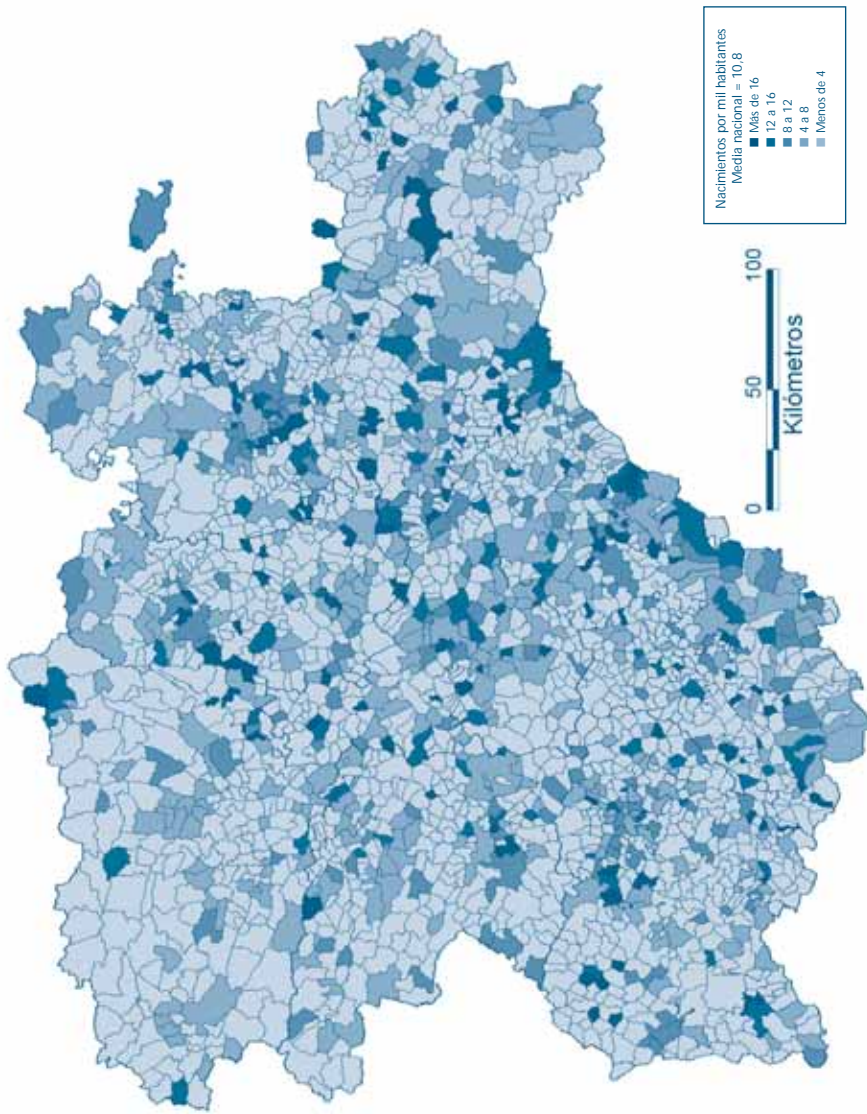 Nacimientos por mil habitantes
Media nacional = 10,8
Más de 16
12 a 16
8 a 12
4 a 8
Menos de 4
0 50 100
Kilómetros